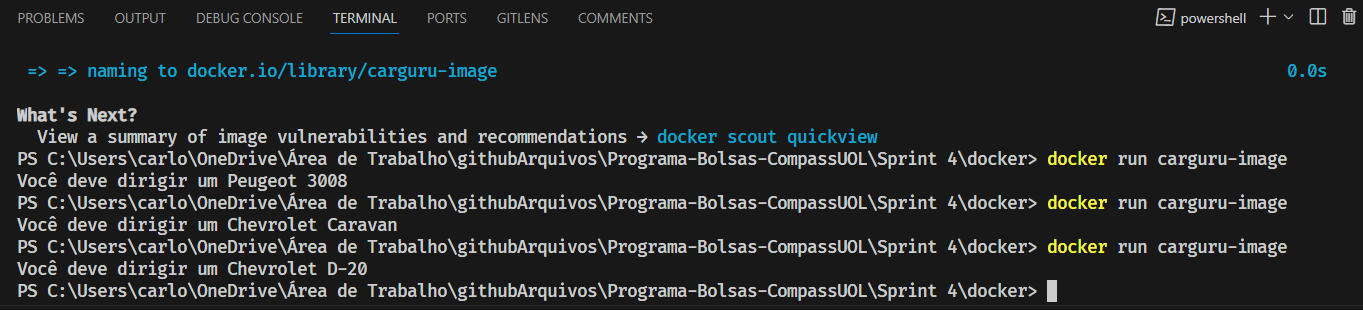 PROBLEMS OUTPUT DEBUG CONSOLE TERMINAL PORTS GITLENS COMMENTS powershell
=> => naming to docker.io/library/carguru-image 0.0s
What's Next?
View a summary of image vulnerabilities and recommendations → docker scout quickview
PS C:\Users\carlo\OneDrive\Área de Trabalho\githubArquivos\Programa-Bolsas-CompassUOL\Sprint 4\docker> docker run carguru-image
Você deve dirigir um Peugeot 3008
PS C:\Users\carlo\OneDrive\Área de Trabalho\githubArquivos\Programa-Bolsas-CompassUOL\Sprint 4\docker> docker run carguru-image
Você deve dirigir um Chevrolet Caravan
PS C:\Users\carlo\OneDrive\Área de Trabalho\githubArquivos\Programa-Bolsas-CompassUOL\Sprint 4\docker> docker run carguru-image
Você deve dirigir um Chevrolet D-20
PS C:\Users\carlo\OneDrive\Área de Trabalho\githubArquivos\Programa-Bolsas-CompassUOL\Sprint 4\docker>